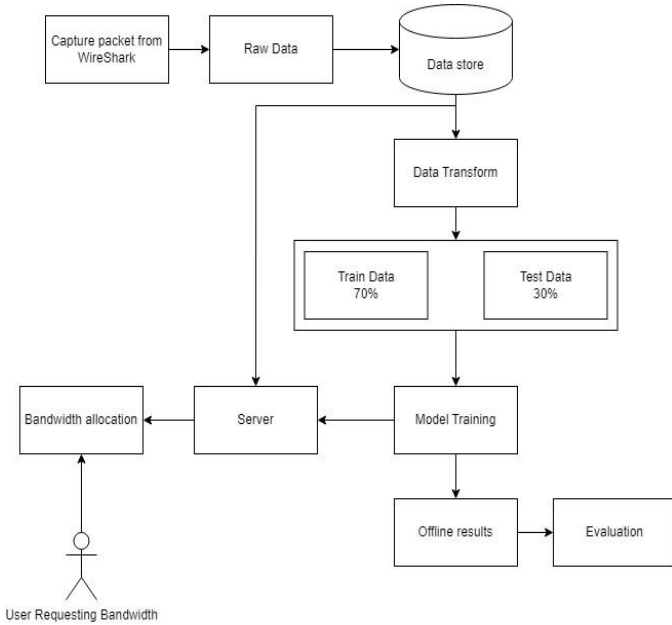 Capture packet from
WireShark
Raw Data
Data store
Data Transform
Train Data
70%
Test Data
30%
Bandwidth allocation
Server
Model Training
Offline results
Evaluation
User Requesting Bandwidth